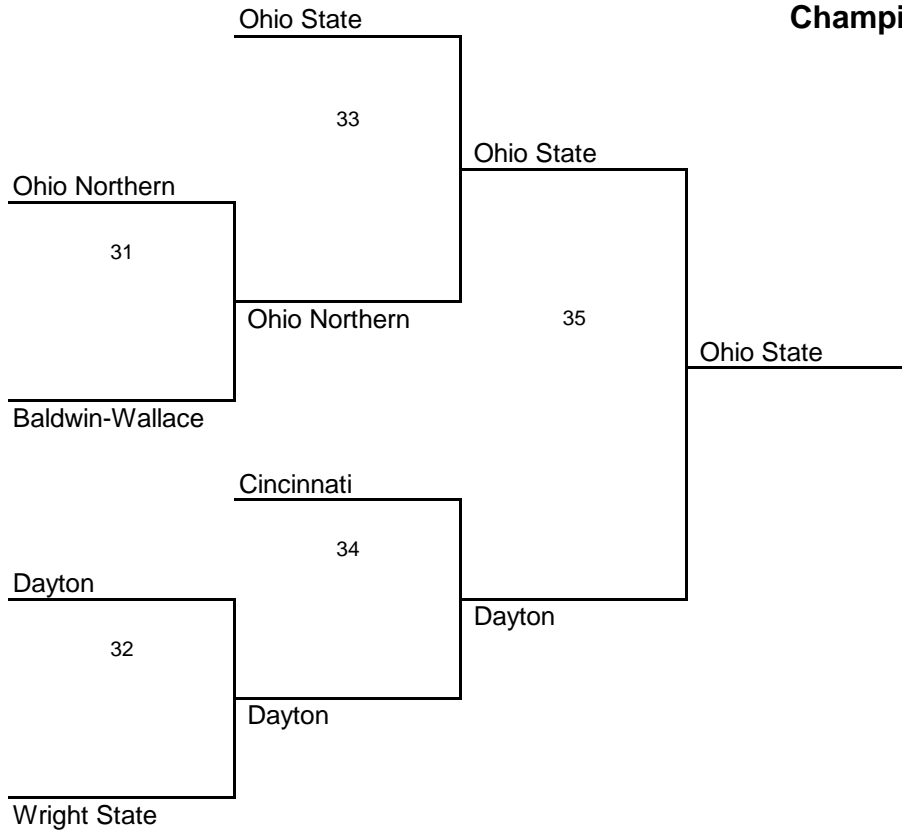 Ohio State
Champi
33
Ohio State
Ohio Northern
31
Ohio Northern
35
Ohio State
Baldwin-Wallace
Cincinnati
34
Dayton
Dayton
32
Dayton
Wright State